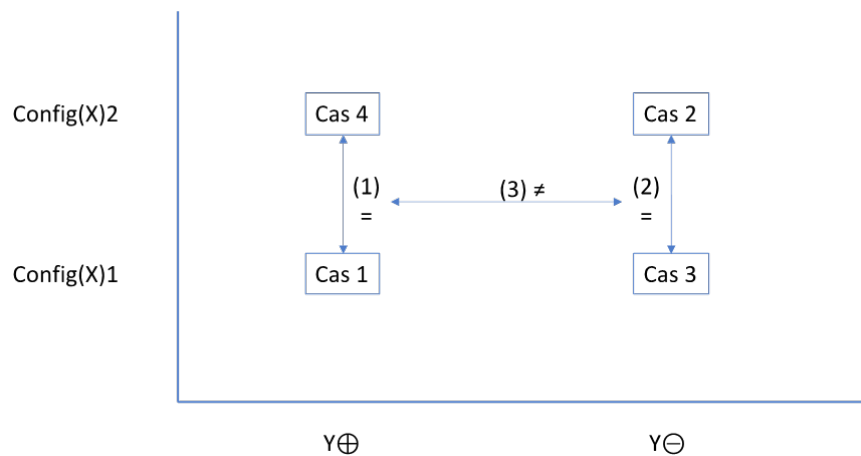 Config(X)2
Cas 4
Cas 2
(1)
=
(3) ≠
(2)
=
Config(X)1
Cas 1
Cas 3
Y⊕
Y⊖